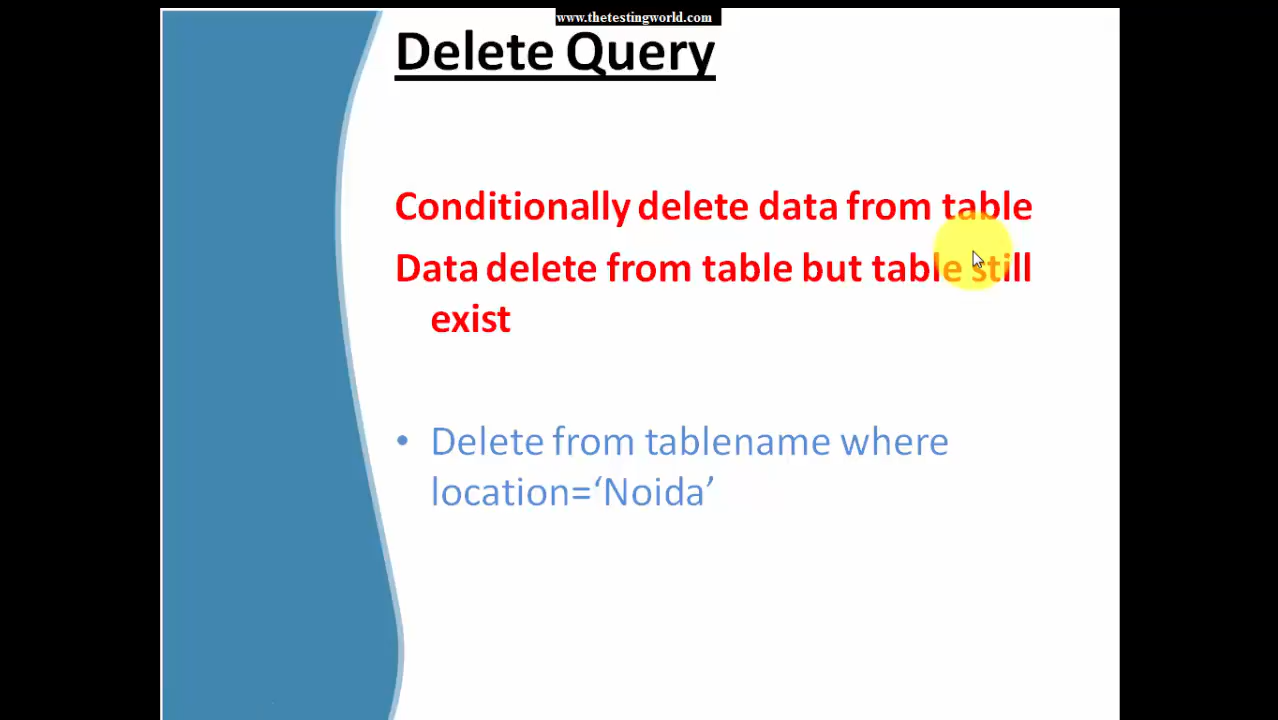 www.thetestingworld.com
Delete Query
Conditionally delete data from table
Data delete from table but table still
exist
• Delete from tablename where
location=‘Noida’